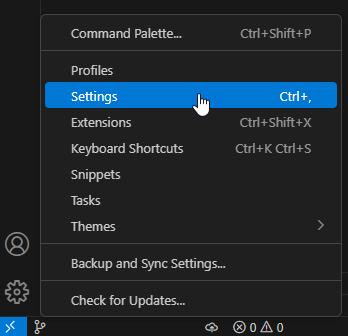 Command Palette... Ctrl+Shift+P
Profiles
Settings Ctrl+,
Extensions Ctrl+Shift+X
Keyboard Shortcuts Ctrl+K Ctrl+S
Snippets
Tasks
Themes
Backup and Sync Settings...
Check for Updates...
0 0